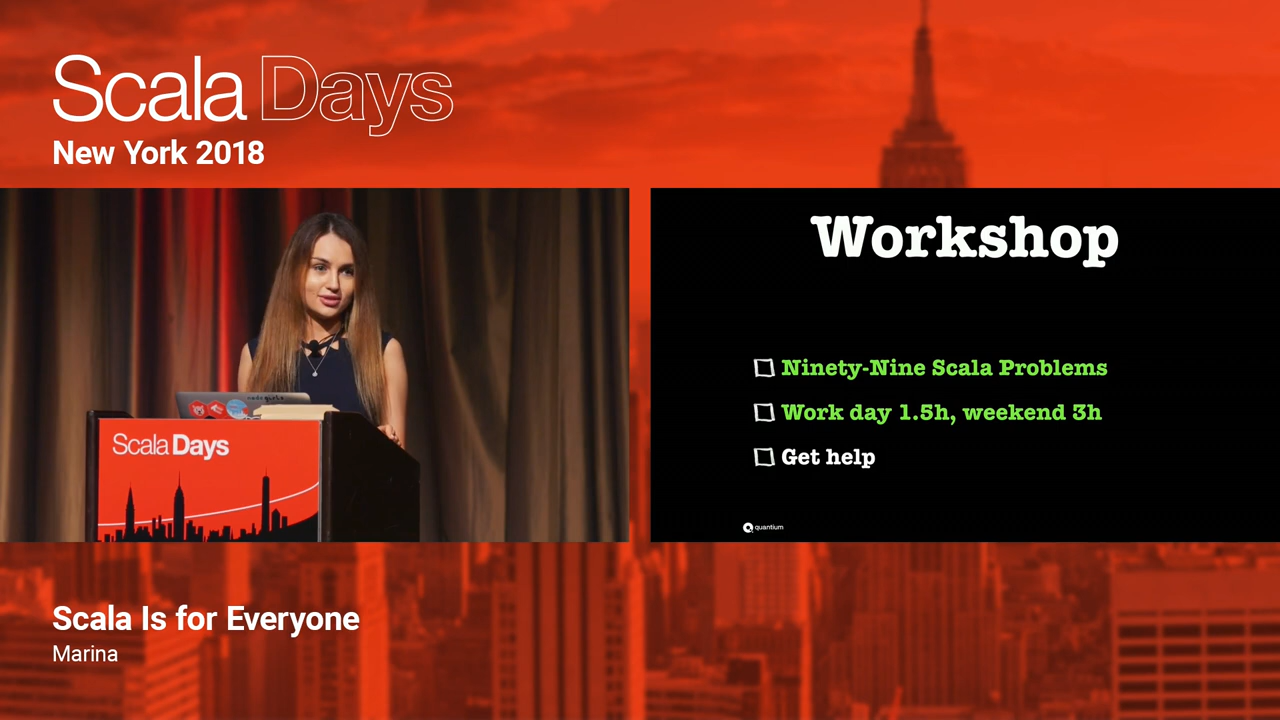 Scala Days
New York 2018
Workshop
Ninety-Nine Scala Problems
Work day 1.5h, weekend 3h
Get help
quantium
Scala Days
Scala Is for Everyone
Marina